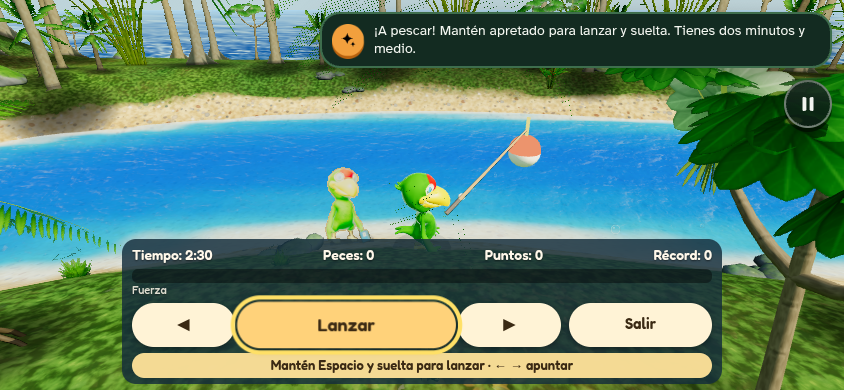 ¡A pescar! Mantén apretado para lanzar y suelta. Tienes dos minutos y
medio.
Tiempo: 2:30 Peces: 0 Puntos: 0 Récord: 0
Fuerza
◀ Lanzar ▶ Salir
Mantén Espacio y suelta para lanzar · ← → apuntar